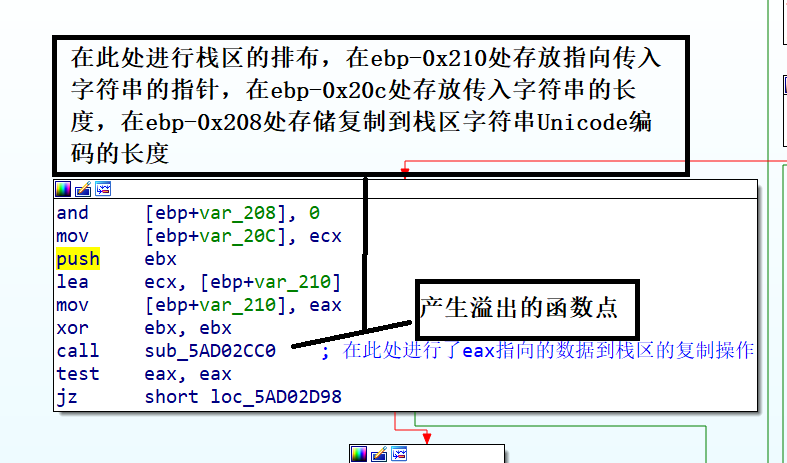 在此处进行栈区的排布，在ebp-0x210处存放指向传入
字符串的指针，在ebp-0x20c处存放传入字符串的长
度，在ebp-0x208处存储复制到栈区字符串Unicode编
码的长度
and [ebp+var_208], 0
mov [ebp+var_20C], ecx
push ebx
lea ecx, [ebp+var_210]
mov [ebp+var_210], eax
产生溢出的函数点
xor ebx, ebx
call sub_5AD02CC0 ; 在此处进行了eax指向的数据到栈区的复制操作
test eax, eax
jz short loc_5AD02D98